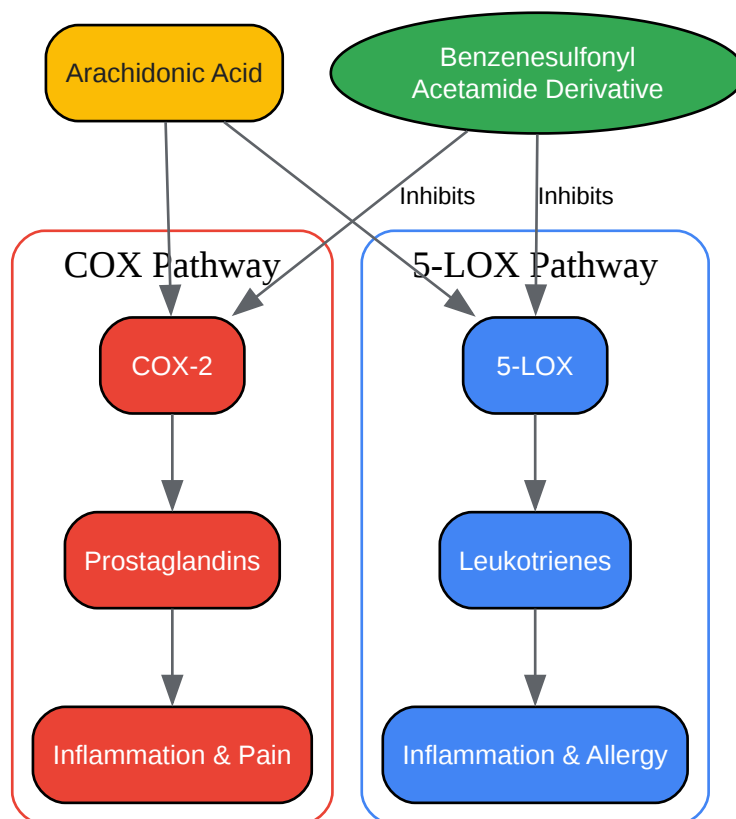 Arachidonic Acid
Benzenesulfonyl
Acetamide Derivative
Inhibits
Inhibits
COX Pathway
5-LOX Pathway
COX-2
5-LOX
Prostaglandins
Leukotrienes
Inflammation & Pain
Inflammation & Allergy